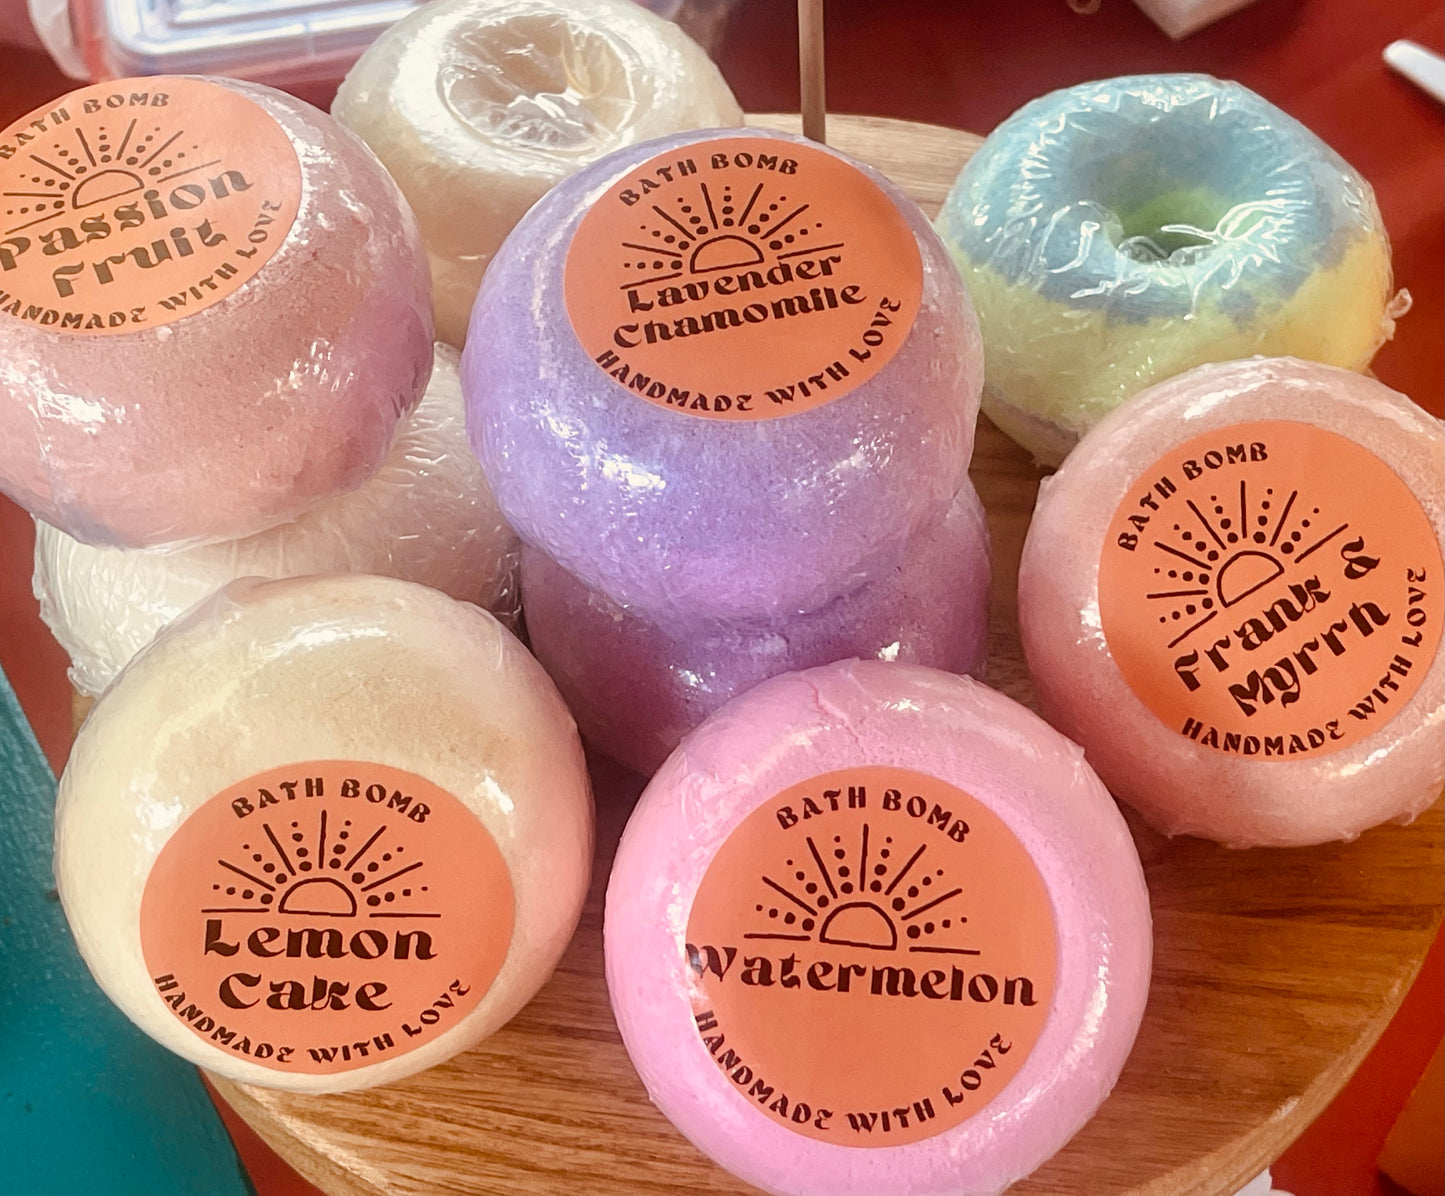 BATH BOMB
Passion
Fruit
HANDMADE WITH LOVE
BATH BOMB
Lavender
Chamomile
HANDMADE WITH LOVE
BATH BOMB
Frank &
Myrrh
HANDMADE WITH LOVE
BATH BOMB
Lemon
Cake
HANDMADE WITH LOVE
BATH BOMB
Watermelon
HANDMADE WITH LOVE